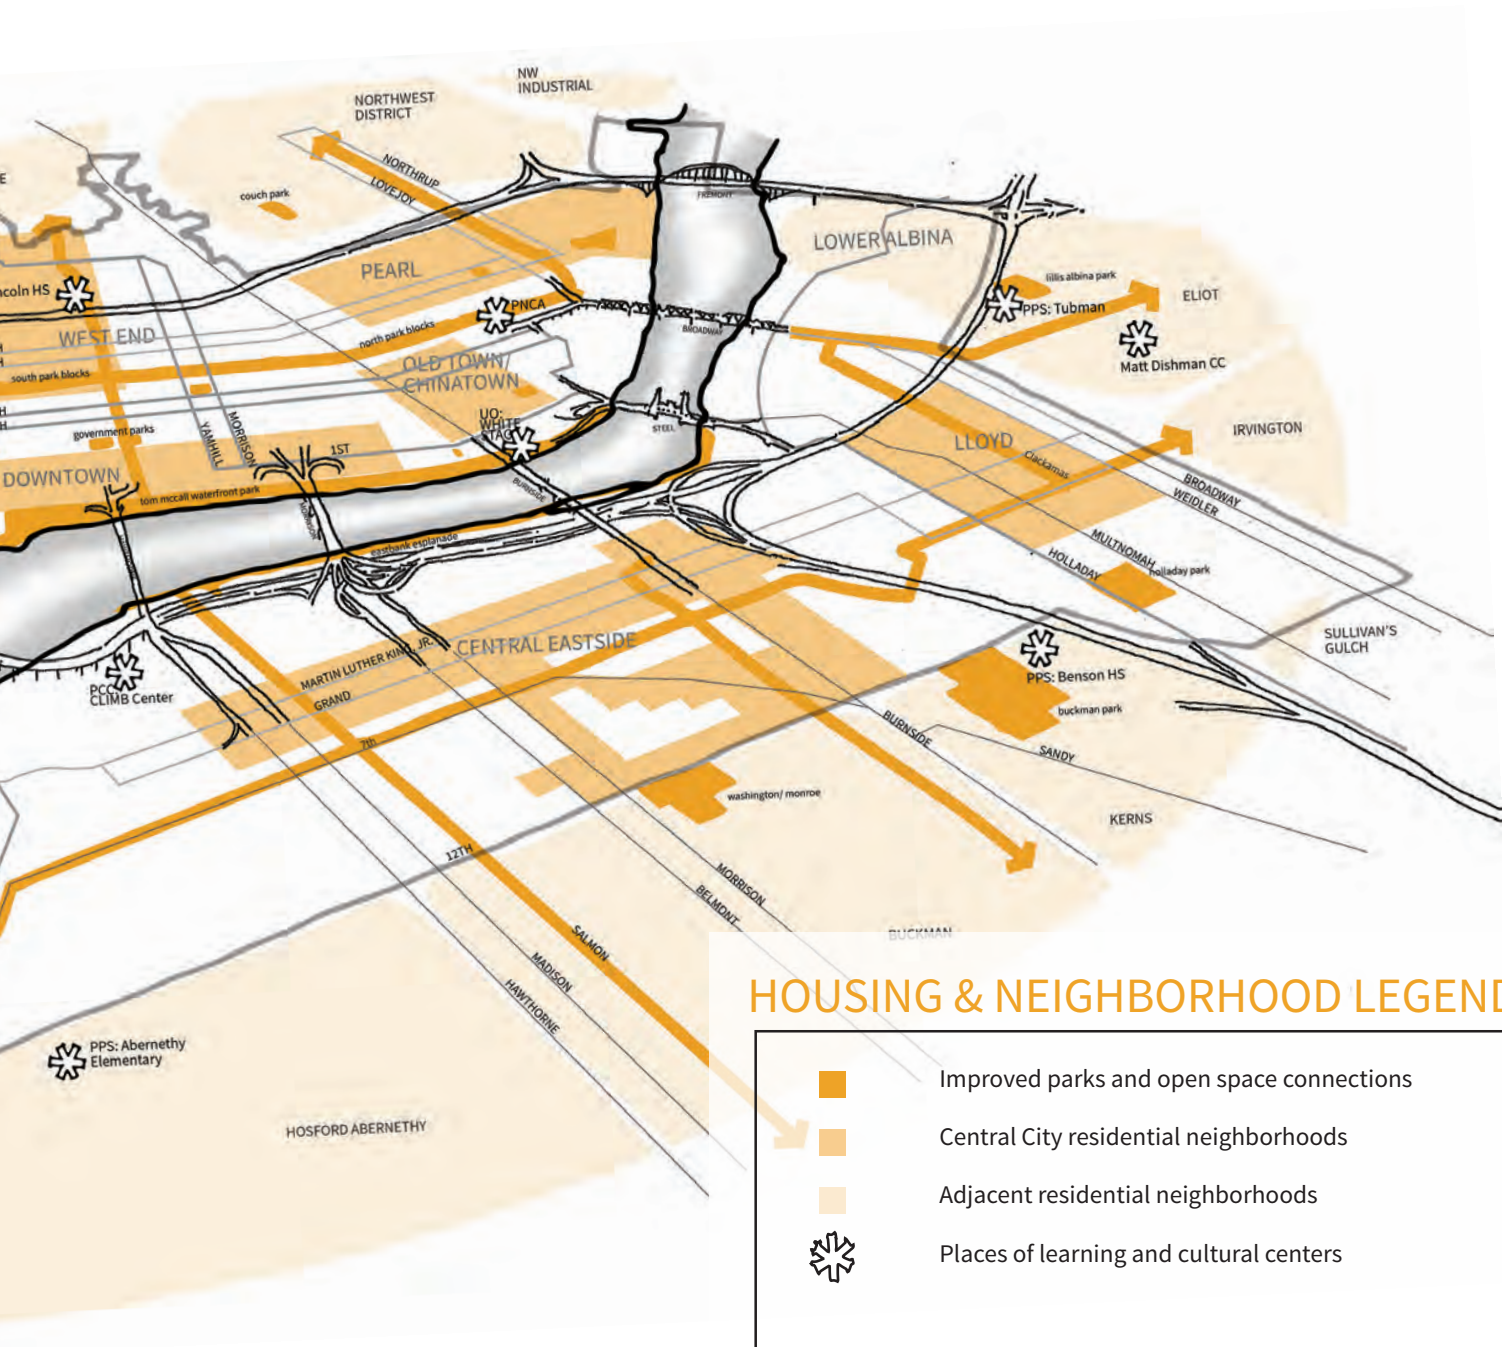 NW
INDUSTRIAL
NORTHWEST
DISTRICT
NORTHRUP
LOVEJOY
couch park
E
FREMONT
LOWER ALBINA
PEARL
lillis albina park
ELIOT
coln HS
PNCA
PPS: Tubman
WEST END
north park blocks
BROADWAY
Matt Dishman CC
OLD TOWN/
CHINATOWN
south park blocks
H
H
H
H
UO:
WHITE
STAG
STEEL
IRVINGTON
LLOYD
Clackamas
government parks
YAMHILL
MORRISON
1ST
DOWNTOWN
tom mccall waterfront park
BURNSIDE
MORRISON
BROADWAY
WEIDLER
eastbank esplanade
MULTNOMAH
HOLLADAY
holladay park
SULLIVAN'S
GULCH
CENTRAL EASTSIDE
MARTIN LUTHER KING, JR.
GRAND
PCC
CLIMB Center
PPS: Benson HS
buckman park
BURNSIDE
SANDY
7th
washington/ monroe
KERNS
12TH
MORRISON
BELMONT
BUCKMAN
SALMON
MADISON
HAWTHORNE
PPS: Abernethy
Elementary
HOSFORD ABERNETHY
HOUSING & NEIGHBORHOOD LEGEND
Improved parks and open space connections
Central City residential neighborhoods
Adjacent residential neighborhoods
Places of learning and cultural centers